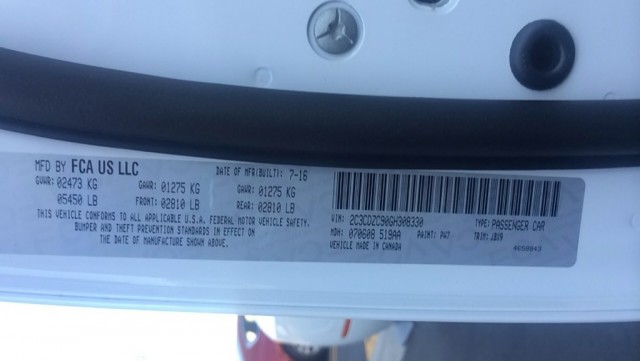 MFD BY FCA US LLC DATE OF MFR(BUILT): 7-16
GVWR: 02473 KG GAWR: 01275 KG GAWR: 01275 KG
05450 LB FRONT: 02810 LB REAR: 02810 LB
THIS VEHICLE CONFORMS TO ALL APPLICABLE U.S.A. FEDERAL MOTOR VEHICLE SAFETY,
BUMPER AND THEFT PREVENTION STANDARDS IN EFFECT ON
THE DATE OF MANUFACTURE SHOWN ABOVE.
VIN: 2C3CDZC90GH308330 TYPE: PASSENGER CAR
MDH: 070608 519AA PAINT: PW7 TRIM: JBX9
VEHICLE MADE IN CANADA 4G50843